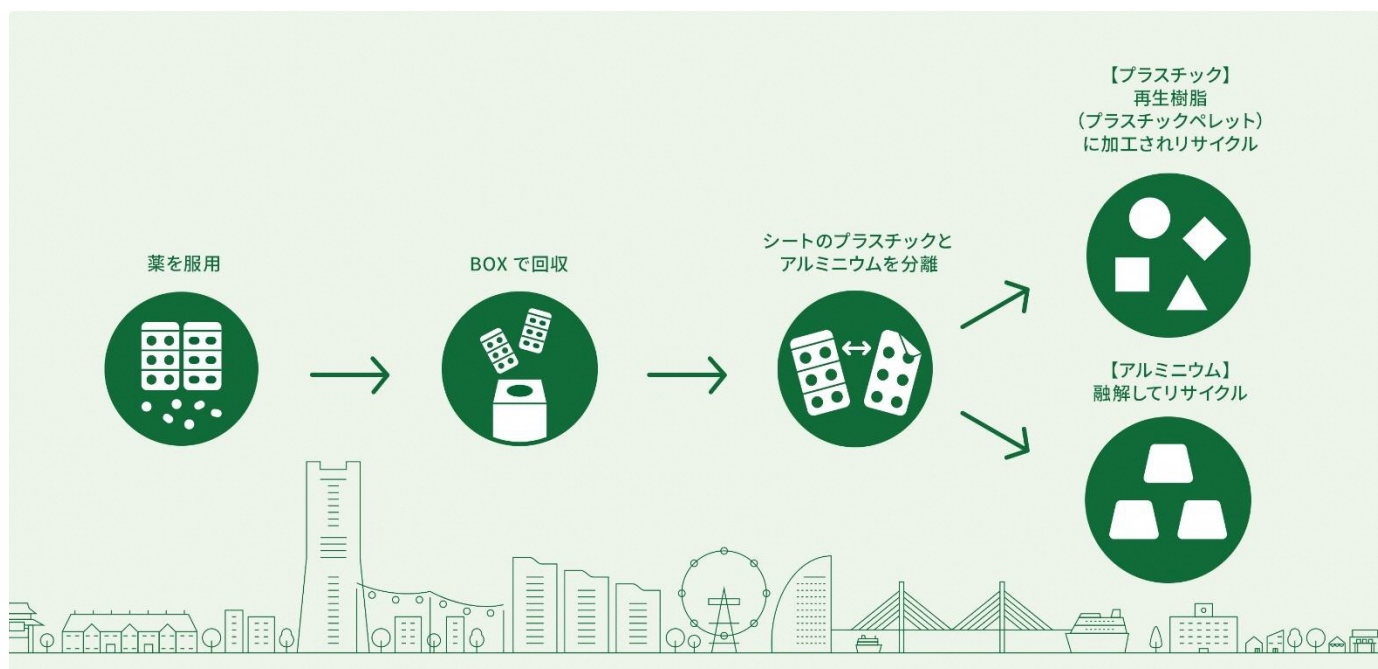 薬を服用
BOX で回収
シートのプラスチックと
アルミニウムを分離
【プラスチック】
再生樹脂
（プラスチックペレット）
に加工されリサイクル
【アルミニウム】
融解してリサイクル